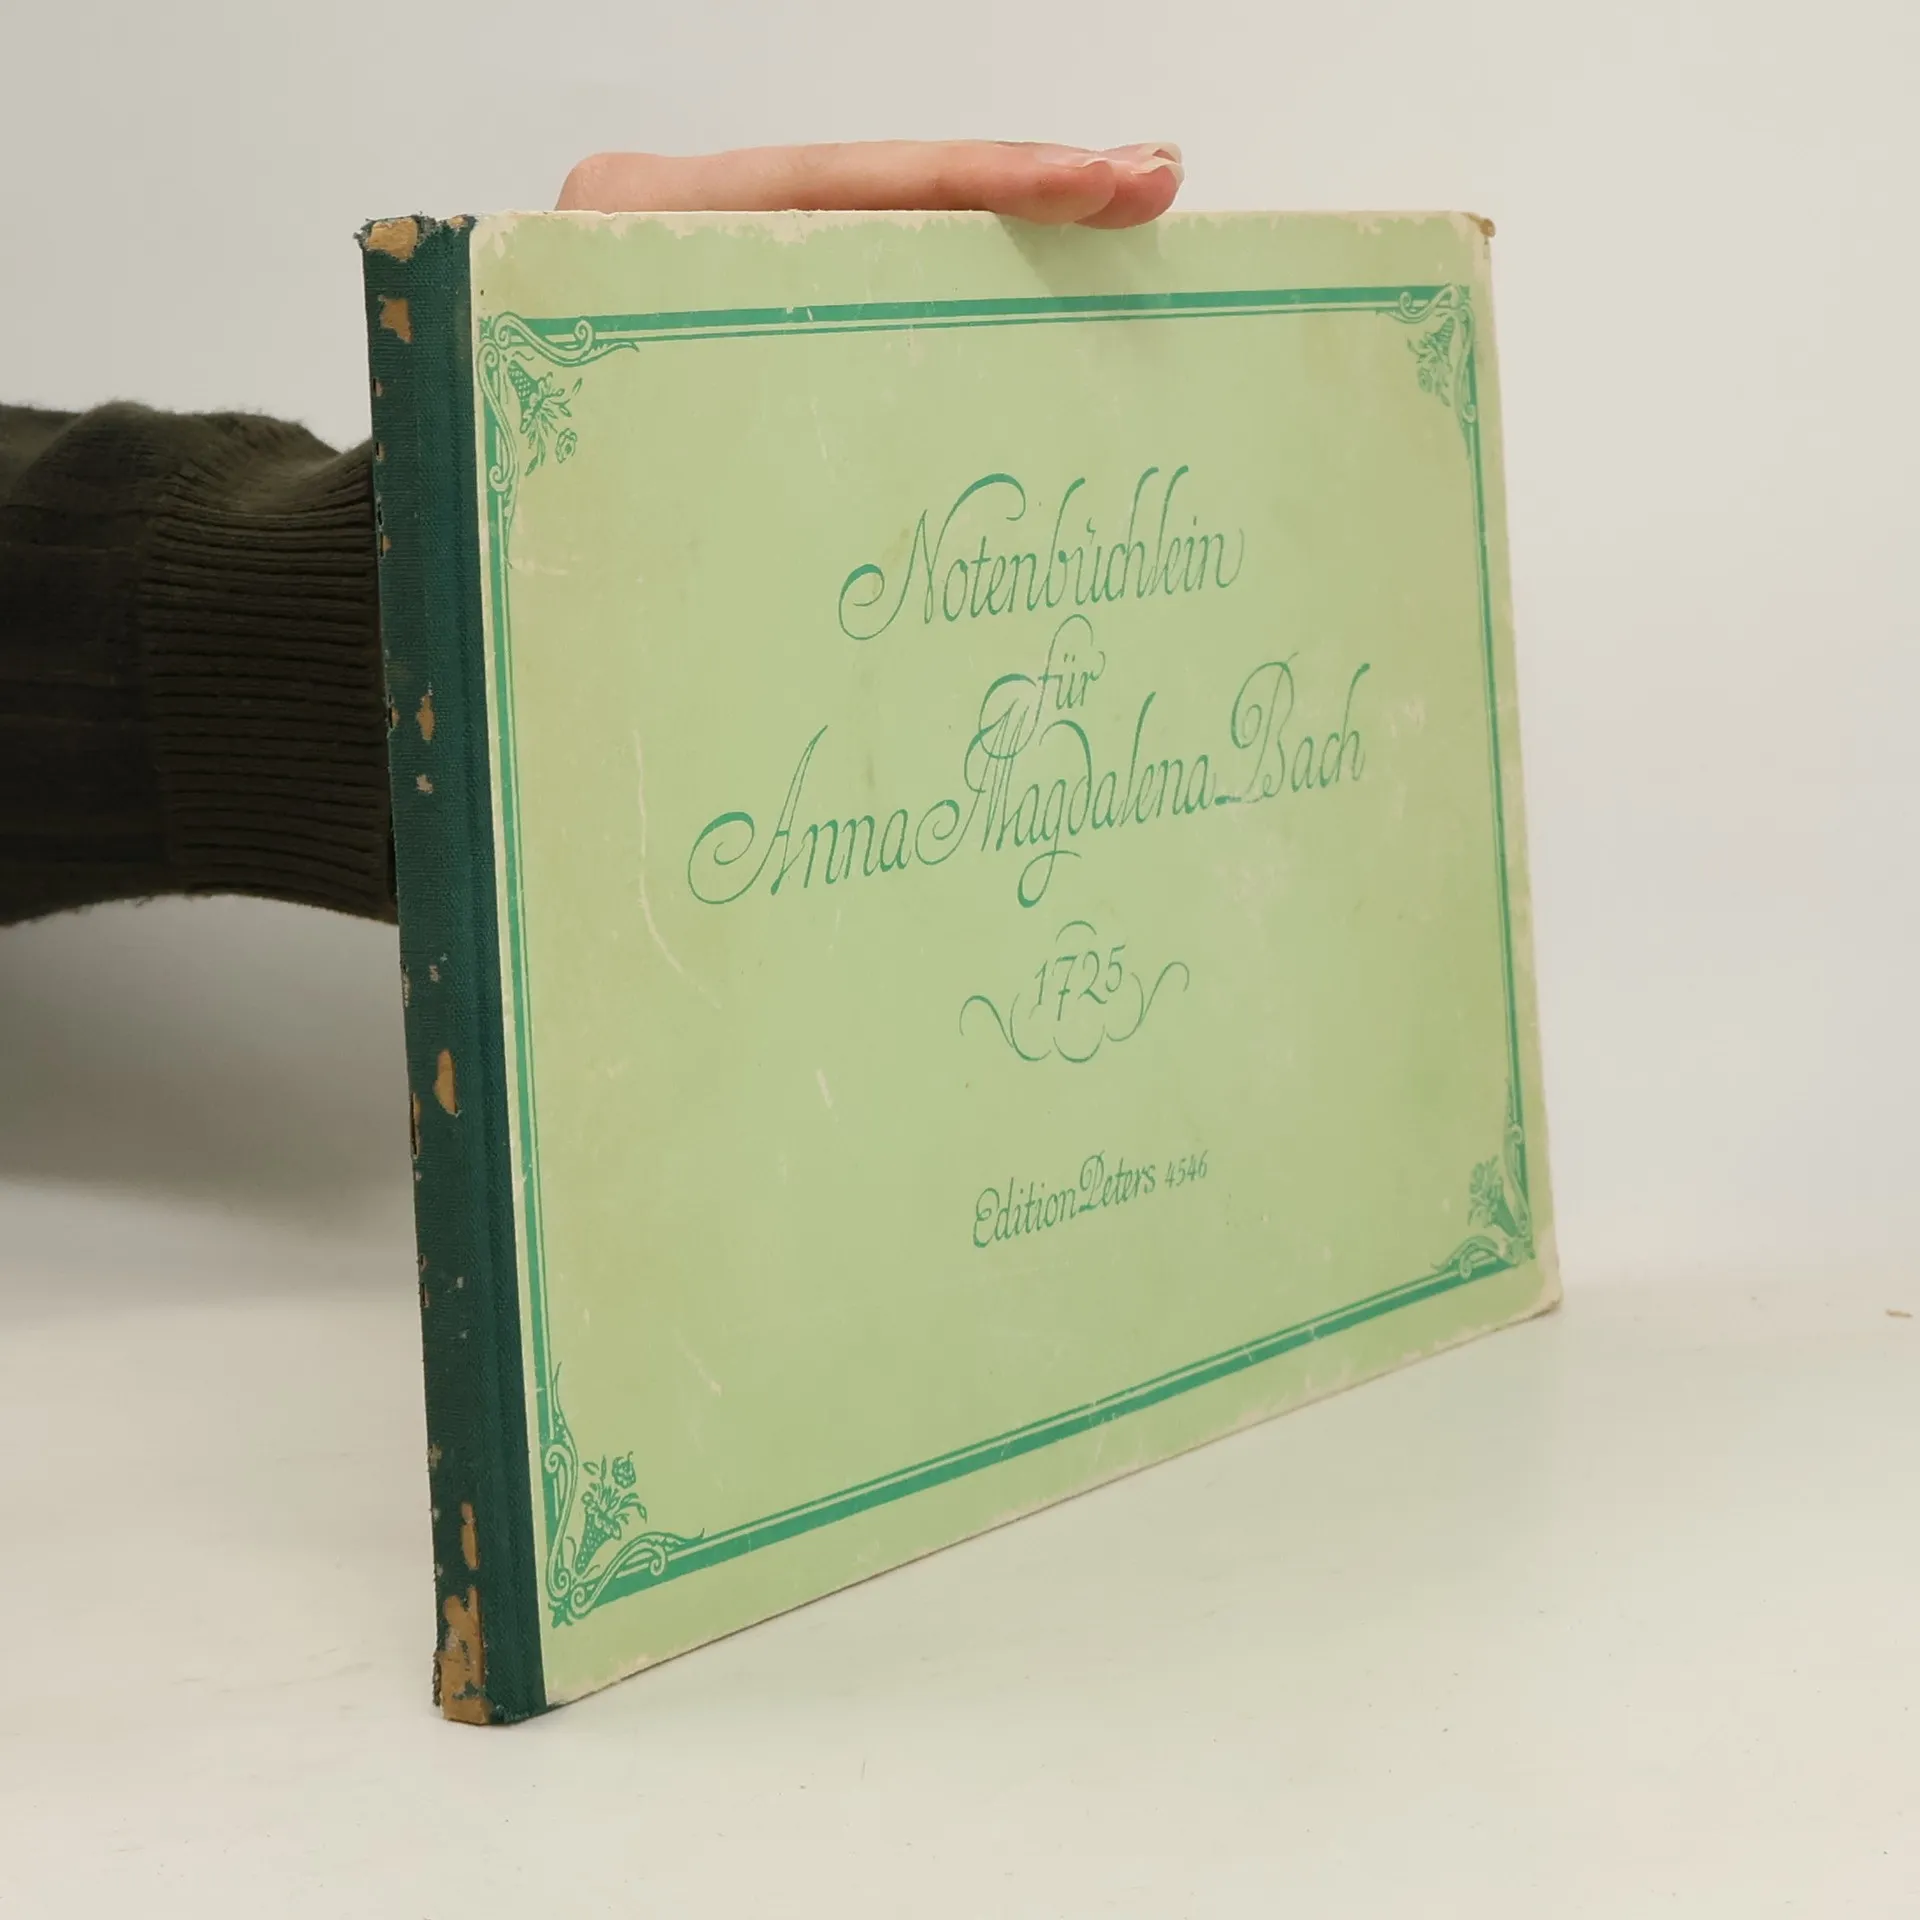 Notenbüchlein
für
Anna Magdalena Bach
1725
Edition Peters 4546